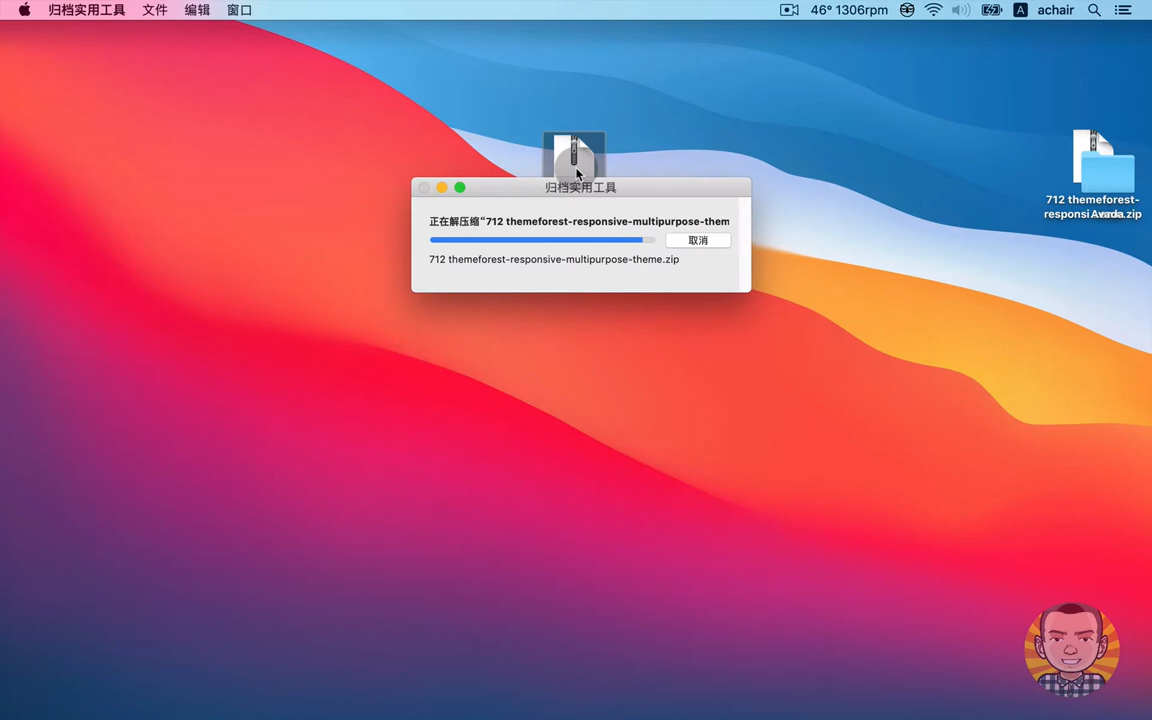 归档实用工具 文件 编辑 窗口 46° 1306rpm A achair
归档实用工具
正在解压缩“712 themeforest-responsive-multipurpose-them
取消
712 themeforest-responsive-multipurpose-theme.zip
712 themeforest-
Avada